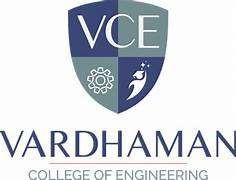 VCE
VARDHAMAN
COLLEGE OF ENGINEERING